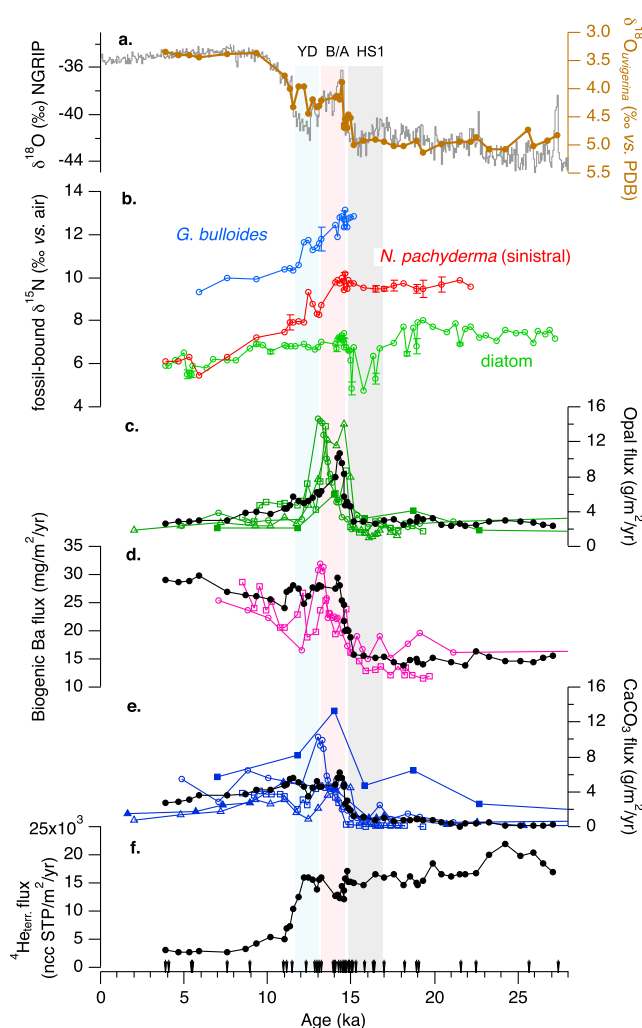 a.
YD B/A HS1
δ¹⁸O (‰) NGRIP
-36
-40
-44
3.0
3.5
4.0
4.5
5.0
5.5
δ¹⁸Ouvigerina (‰ vs. PDB)
b.
fossil-bound δ¹⁵N (‰ vs. air)
14
12
10
8
6
4
G. bulloides
N. pachyderma (sinistral)
diatom
c.
16
12
8
4
0
Opal flux (g/m²/yr)
d.
Biogenic Ba flux (mg/m²/yr)
35
30
25
20
15
10
e.
16
12
8
4
0
CaCO₃ flux (g/m²/yr)
f.
⁴Heterr. flux
(ncc STP/m²/yr)
25x10³
20
15
10
5
0
0 5 10 15 20 25
Age (ka)